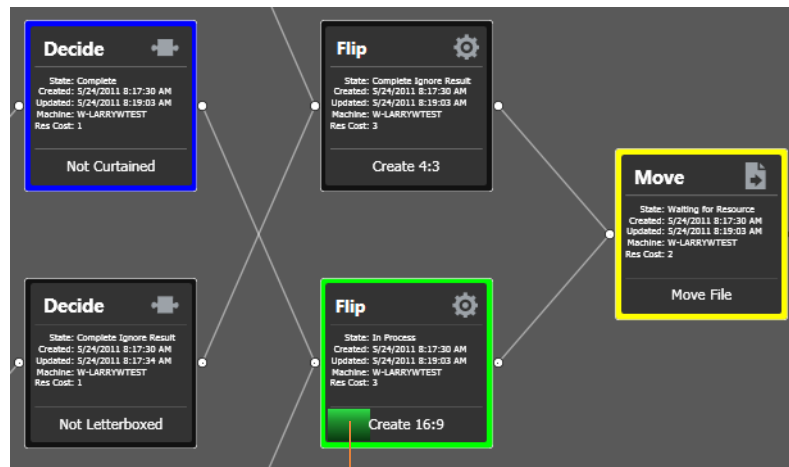 Decide
State: Complete
Created: 5/24/2011 8:17:30 AM
Updated: 5/24/2011 8:19:03 AM
Machine: W-LARRYWTEST
Res Cost: 1
Not Curtained
Flip
State: Complete Ignore Result
Created: 5/24/2011 8:17:30 AM
Updated: 5/24/2011 8:19:03 AM
Machine: W-LARRYWTEST
Res Cost: 3
Create 4:3
Move
State: Waiting for Resource
Created: 5/24/2011 8:17:30 AM
Updated: 5/24/2011 8:19:03 AM
Machine: W-LARRYWTEST
Res Cost: 2
Move File
Decide
State: Complete Ignore Result
Created: 5/24/2011 8:17:30 AM
Updated: 5/24/2011 8:17:34 AM
Machine: W-LARRYWTEST
Res Cost: 1
Not Letterboxed
Flip
State: In Process
Created: 5/24/2011 8:17:30 AM
Updated: 5/24/2011 8:19:03 AM
Machine: W-LARRYWTEST
Res Cost: 3
Create 16:9